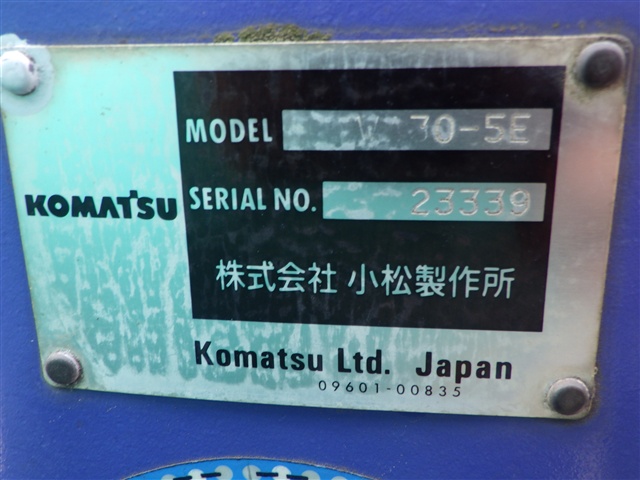 MODEL 70-5E
KOMATSU
SERIAL NO. 23339
株式会社 小松製作所
Komatsu Ltd. Japan
09601-00835